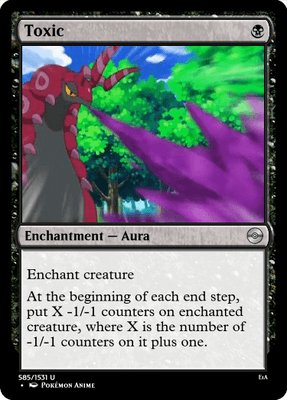 Toxic
Enchantment — Aura
Enchant creature
At the beginning of each end step,
put X -1/-1 counters on enchanted
creature, where X is the number of
-1/-1 counters on it plus one.
585/1531 U
ErA
• Pokémon Anime